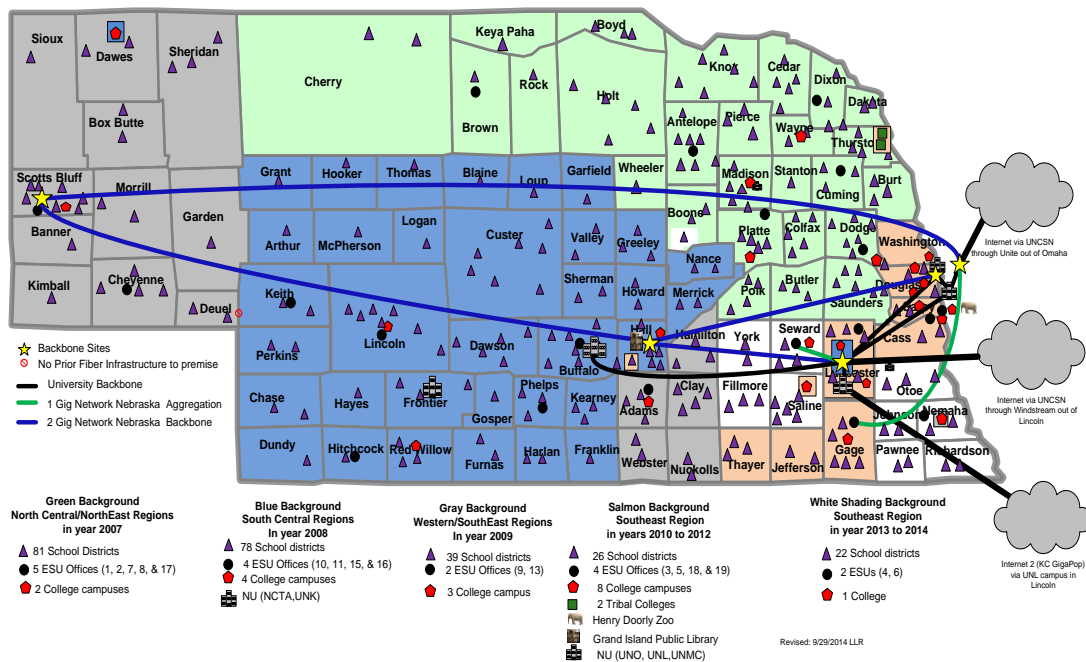 Sioux
Dawes
Sheridan
Box Butte
Scotts Bluff
Morrill
Banner
Garden
Kimball
Cheyenne
Deuel
Cherry
Keya Paha
Boyd
Brown
Rock
Holt
Knox
Cedar
Dixon
Dakota
Antelope
Pierce
Wayne
Thurston
Wheeler
Madison
Stanton
Cuming
Burt
Boone
Platte
Colfax
Dodge
Washington
Nance
Polk
Butler
Saunders
Douglas
Grant
Hooker
Thomas
Blaine
Loup
Garfield
Arthur
McPherson
Logan
Custer
Valley
Greeley
Sherman
Howard
Merrick
Keith
Lincoln
Dawson
Buffalo
Hall
Hamilton
York
Seward
Lancaster
Cass
Perkins
Chase
Hayes
Frontier
Gosper
Phelps
Kearney
Adams
Clay
Fillmore
Saline
Otoe
Dundy
Hitchcock
Red Willow
Furnas
Harlan
Franklin
Webster
Nuckolls
Thayer
Jefferson
Gage
Johnson
Nemaha
Pawnee
Richardson
Internet via UNCSN
through Unite out of Omaha
Internet via UNCSN
through Windstream out of
Lincoln
Internet 2 (KC GigaPop)
via UNL campus in
Lincoln
Backbone Sites
No Prior Fiber Infrastructure to premise
University Backbone
1 Gig Network Nebraska Aggregation
2 Gig Network Nebraska Backbone
Green Background
North Central/NorthEast Regions
in year 2007
81 School Districts
5 ESU Offices (1, 2, 7, 8, & 17)
2 College campuses
Blue Background
South Central Regions
In year 2008
78 School districts
4 ESU Offices (10, 11, 15, & 16)
4 College campuses
NU (NCTA,UNK)
Gray Background
Western/SouthEast Regions
In year 2009
39 School districts
2 ESU Offices (9, 13)
3 College campus
Salmon Background
Southeast Region
in years 2010 to 2012
26 School districts
4 ESU Offices (3, 5, 18, & 19)
8 College campuses
2 Tribal Colleges
Henry Doorly Zoo
Grand Island Public Library
NU (UNO, UNL,UNMC)
White Shading Background
Southeast Region
in year 2013 to 2014
22 School districts
2 ESUs (4, 6)
1 College
Revised: 9/29/2014 LLR